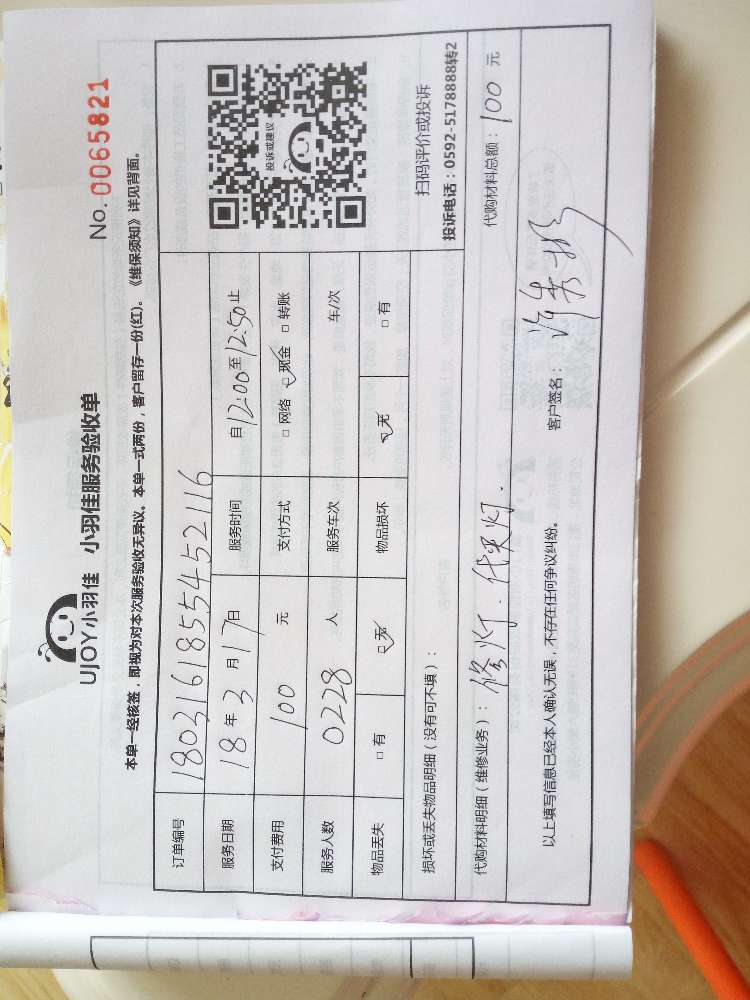 UJOY小羽佳 小羽佳服务验收单
No. 0065821
本单一经核签,即视为对本次服务验收无异议。本单一式两份,客户留存一份(红)。《维保须知》详见背面。
订单编号 180316185545 2116
服务日期 18年3月17日 服务时间 自12:00至12:50止
支付费用 100 元 支付方式 □ 网络 ☑ 现金 □ 转账
服务人数 0228 人 服务车次 车/次
物品丢失 □ 有 ☑ 无 物品损坏 ☑ 无 □ 有
投诉或建议
扫码评价或投诉
投诉电话:0592-5178888转2
损坏或丢失物品明细(没有可不填):
代购材料明细(维修业务):修灯.代买灯. 代购材料总额:100 元
以上填写信息已经本人确认无误,不存在任何争议纠纷。 客户签名: